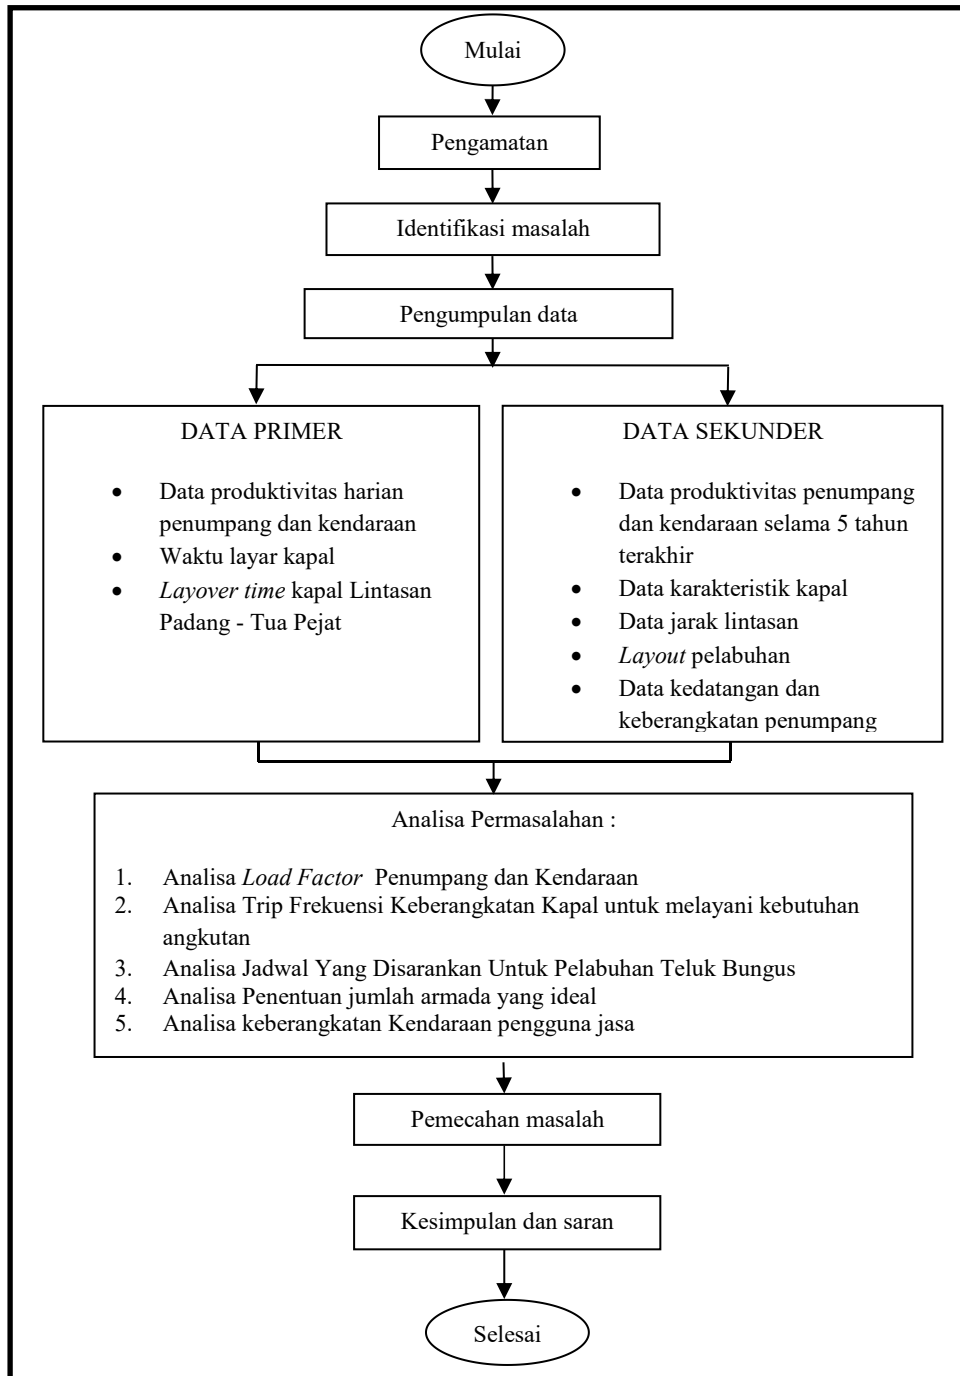 Mulai
Pengamatan
Identifikasi masalah
Pengumpulan data
DATA PRIMER
• Data produktivitas harian
penumpang dan kendaraan
• Waktu layar kapal
• Layover time kapal Lintasan
Padang - Tua Pejat
DATA SEKUNDER
• Data produktivitas penumpang
dan kendaraan selama 5 tahun
terakhir
• Data karakteristik kapal
• Data jarak lintasan
• Layout pelabuhan
• Data kedatangan dan
keberangkatan penumpang
Analisa Permasalahan :
1. Analisa Load Factor Penumpang dan Kendaraan
2. Analisa Trip Frekuensi Keberangkatan Kapal untuk melayani kebutuhan
angkutan
3. Analisa Jadwal Yang Disarankan Untuk Pelabuhan Teluk Bungus
4. Analisa Penentuan jumlah armada yang ideal
5. Analisa keberangkatan Kendaraan pengguna jasa
Pemecahan masalah
Kesimpulan dan saran
Selesai